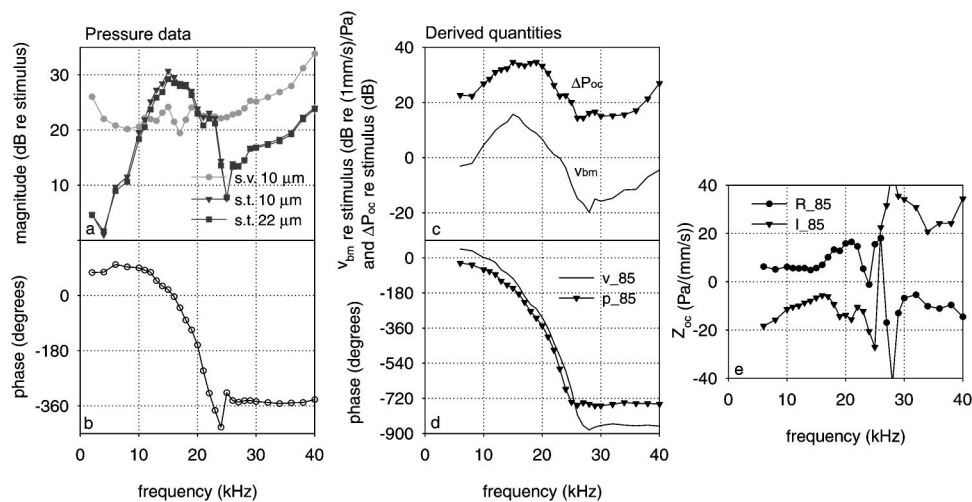 Pressure data
magnitude (dB re stimulus)
30
20
10
s.v. 10 μm
s.t. 10 μm
s.t. 22 μm
a
phase (degrees)
0
-180
-360
b
0 10 20 30 40
frequency (kHz)
Derived quantities
v_bm re stimulus (dB re (1mm/s)/Pa)
and ΔP_oc re stimulus (dB)
40
20
0
-20
ΔPoc
vbm
c
phase (degrees)
0
-180
-360
-540
-720
-900
v_85
p_85
d
0 10 20 30 40
frequency (kHz)
Z_oc (Pa/(mm/s))
40
20
0
-20
-40
R_85
I_85
e
0 10 20 30 40
frequency (kHz)